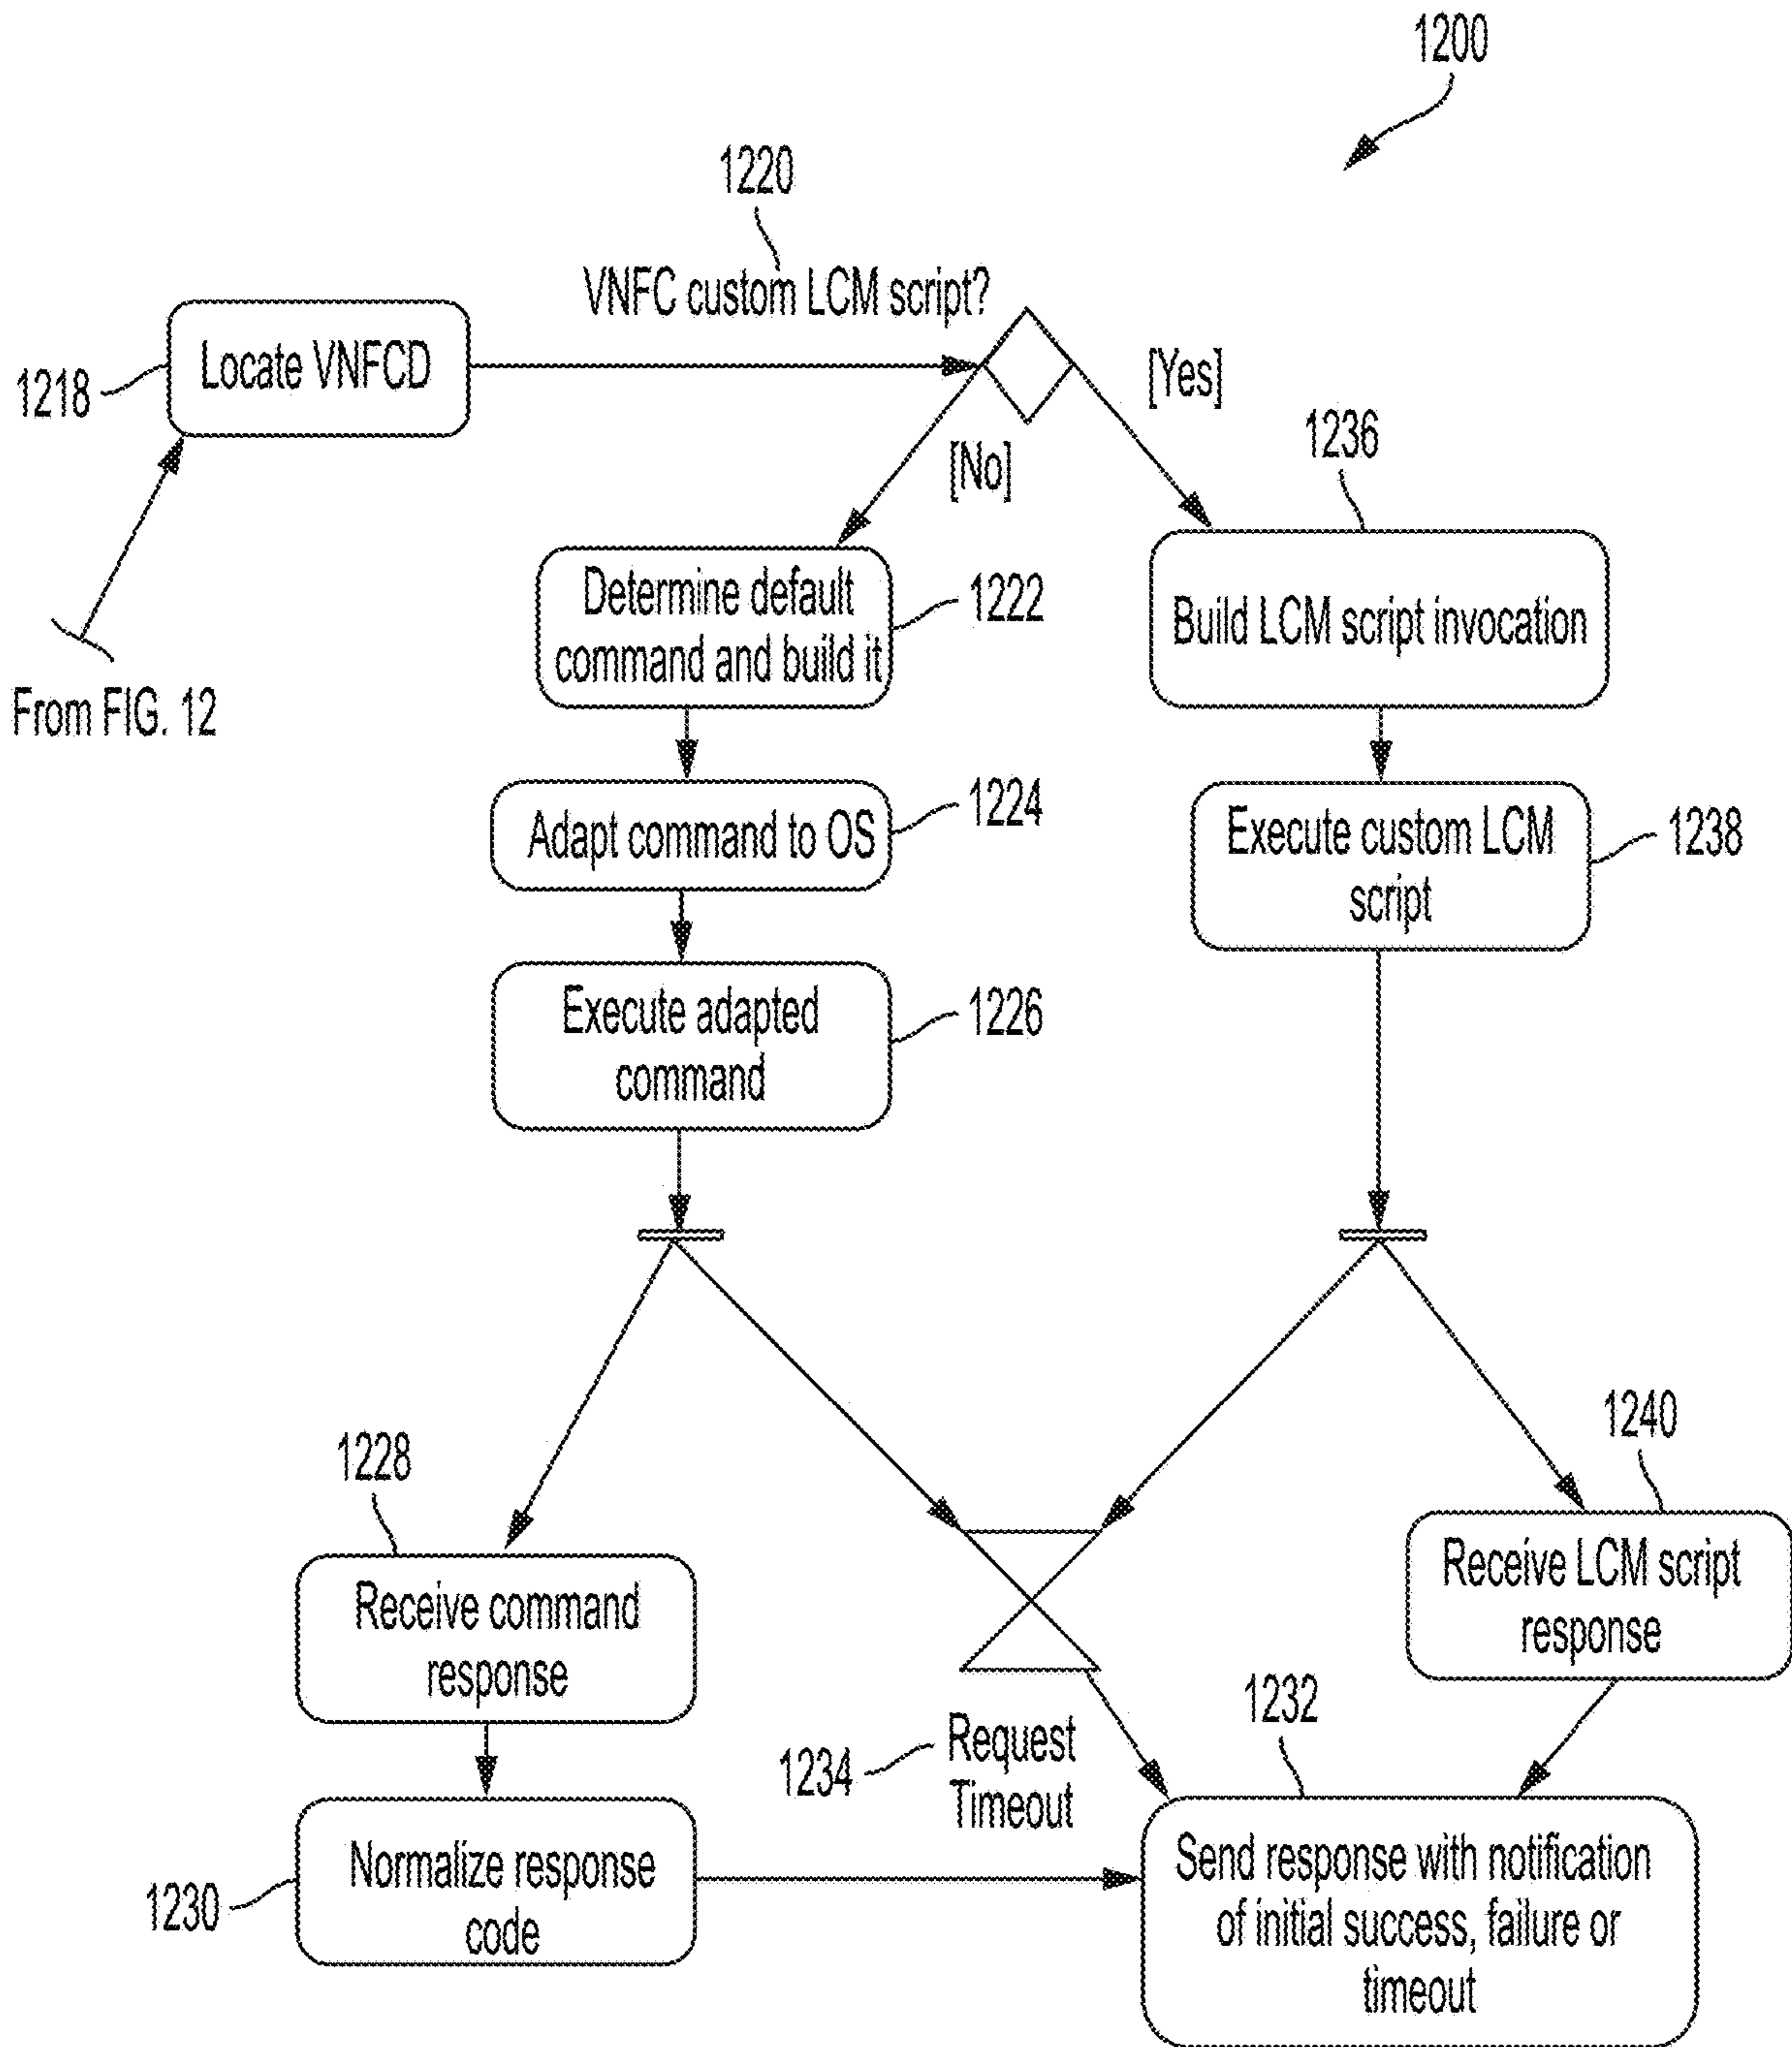 1200
1220
VNFC custom LCM script?
1218
Locate VNFCD
[Yes]
[No]
1236
From FIG. 12
Determine default
command and build it
1222
Build LCM script invocation
Adapt command to OS
1224
Execute custom LCM
script
1238
Execute adapted
command
1226
1228
1240
Receive command
response
Receive LCM script
response
1234
Request
Timeout
1232
1230
Normalize response
code
Send response with notification
of initial success, failure or
timeout